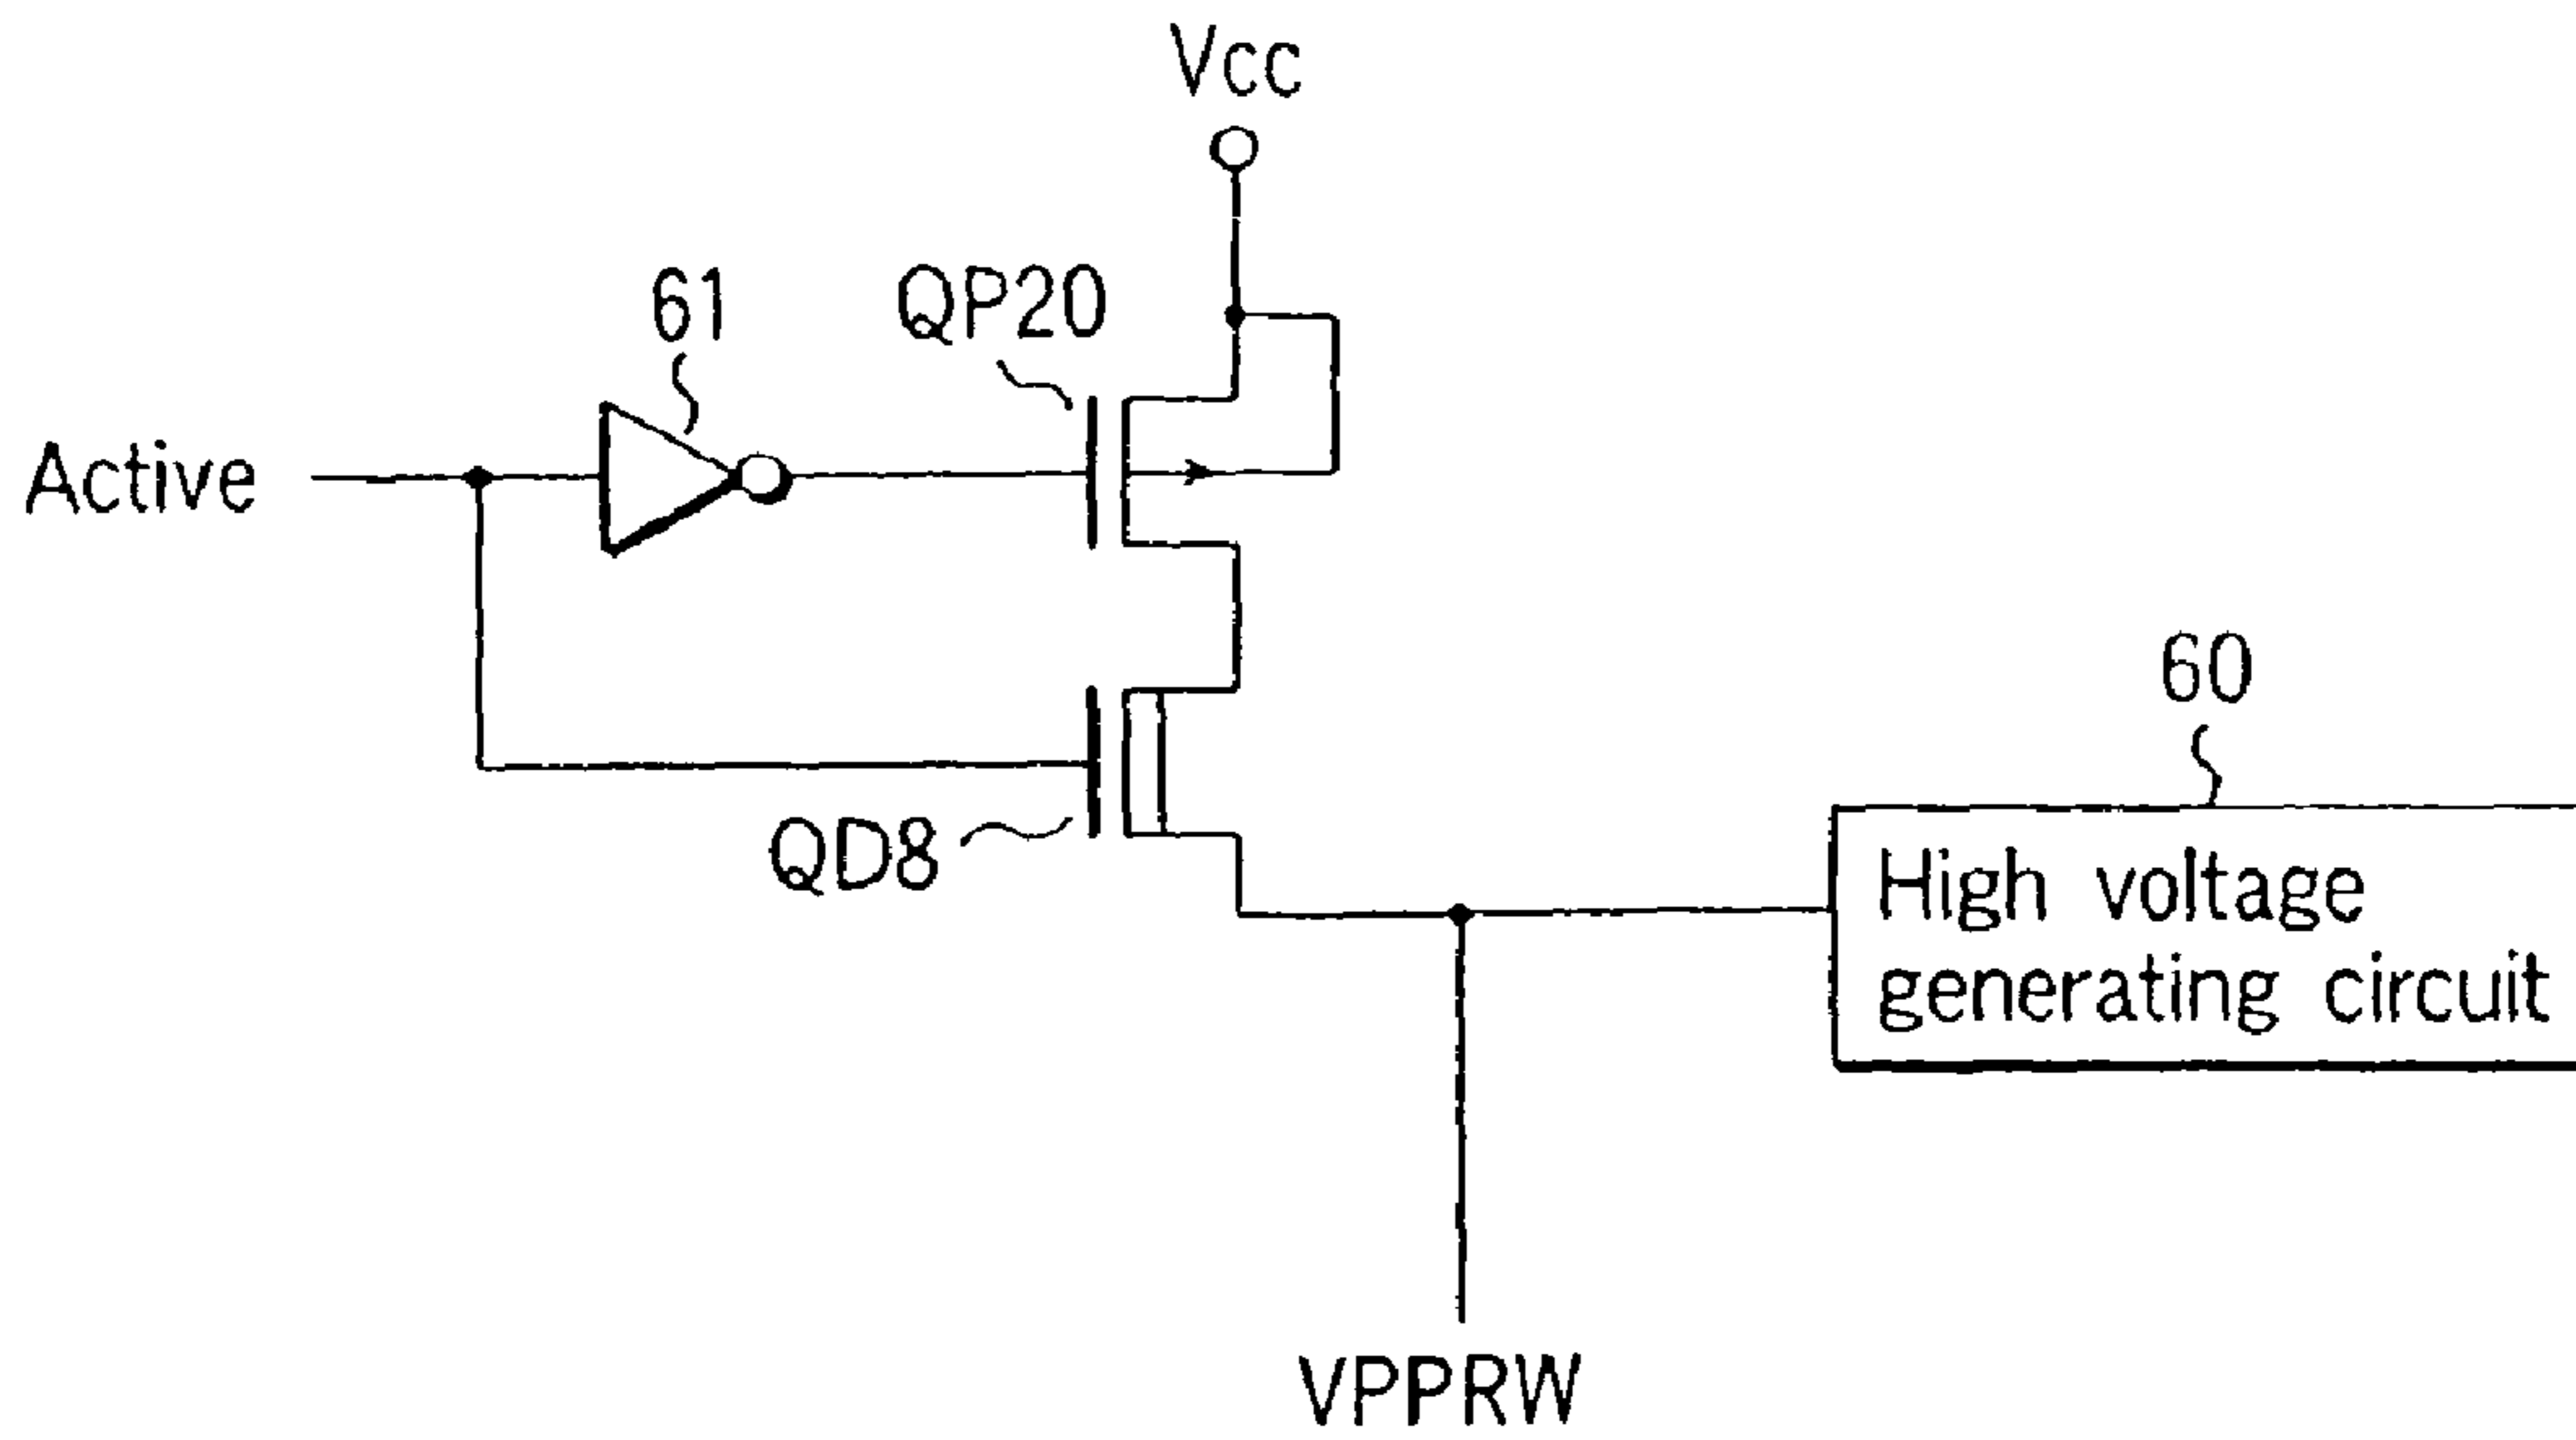 Vcc
61
QP20
Active
60
QD8
High voltage
generating circuit
VPPRW